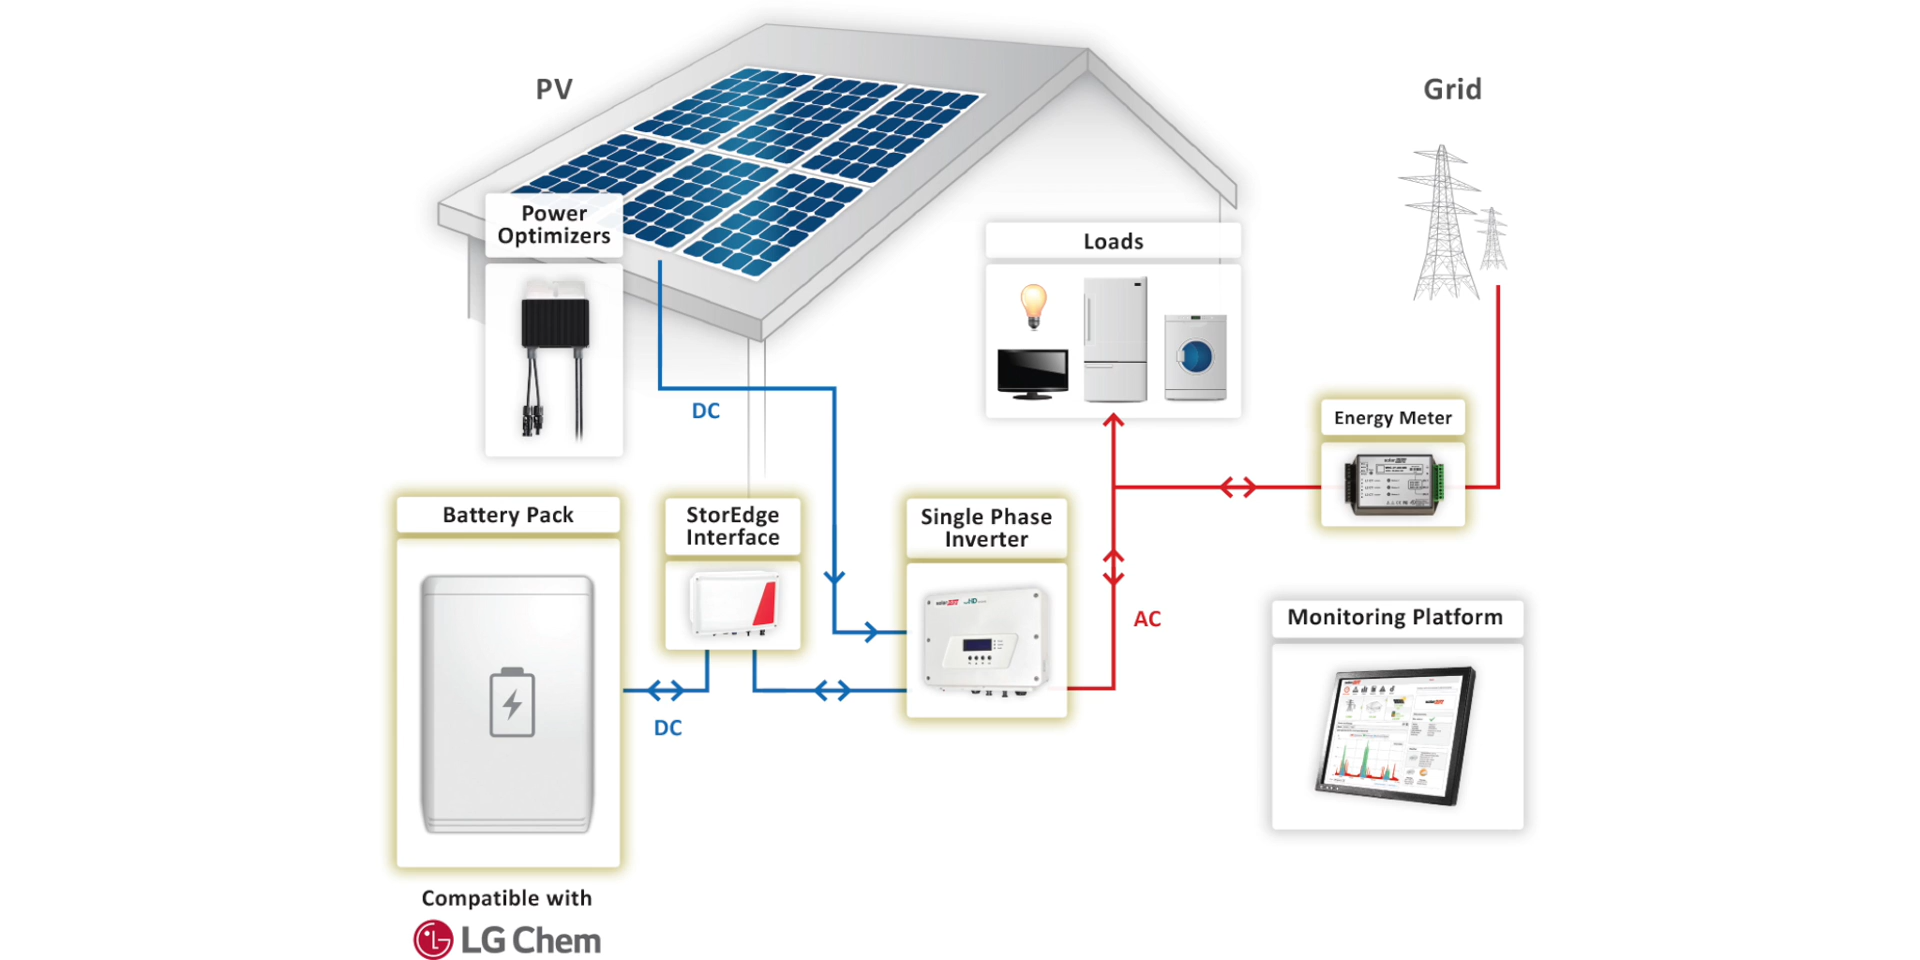 PV
Grid
Power
Optimizers
Loads
DC
Energy Meter
Battery Pack
StorEdge
Interface
Single Phase
Inverter
AC
Monitoring Platform
DC
Compatible with
LG Chem